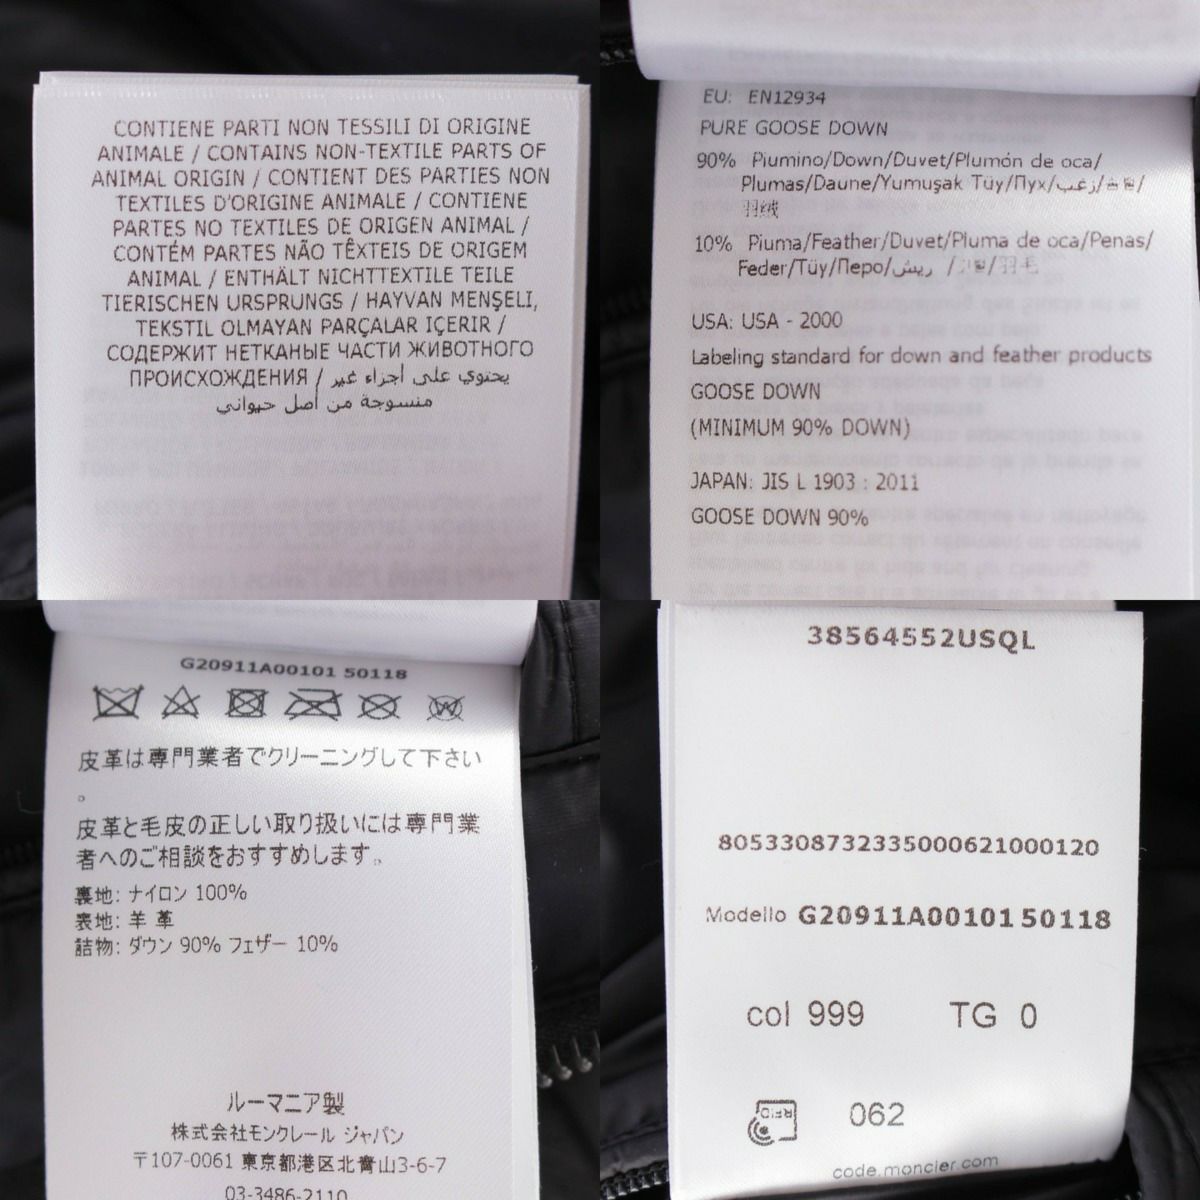 CONTIENE PARTI NON TESSILI DI ORIGINE
ANIMALE / CONTAINS NON-TEXTILE PARTS OF
ANIMAL ORIGIN / CONTIENT DES PARTIES NON
TEXTILES D'ORIGINE ANIMALE / CONTIENE
PARTES NO TEXTILES DE ORIGEN ANIMAL /
CONTÉM PARTES NÃO TÊXTEIS DE ORIGEM
ANIMAL / ENTHÄLT NICHTTEXTILE TEILE
TIERISCHEN URSPRUNGS / HAYVAN MENŞELİ,
TEKSTIL OLMAYAN PARÇALAR IÇERIR /
СОДЕРЖИТ НЕТКАНЫЕ ЧАСТИ ЖИВОТНОГО
ПРОИСХОЖДЕНИЯ / يحتوي على أجزاء غير
منسوجة من أصل حيواني
EU: EN12934
PURE GOOSE DOWN
90% Piumino/Down/Duvet/Plumón de oca/
Plumas/Daune/Yumuşak Tüy/Пух/زغب/
羽绒
10% Piuma/Feather/Duvet/Pluma de oca/Penas/
Feder/Tüy/Перо/ريش /羽毛
USA: USA - 2000
Labeling standard for down and feather products
GOOSE DOWN
(MINIMUM 90% DOWN)
JAPAN: JIS L 1903 : 2011
GOOSE DOWN 90%
G20911A00101 50118
皮革は専門業者でクリーニングして下さい
。
皮革と毛皮の正しい取り扱いには専門業
者へのご相談をおすすめします。
裏地: ナイロン 100%
表地: 羊 革
詰物: ダウン 90% フェザー 10%
ルーマニア製
株式会社モンクレール ジャパン
〒107-0061 東京都港区北青山3-6-7
03-3486-2110
38564552USQL
8053308732335000621000120
Modello G20911A00101 50118
col 999 TG 0
RFID 062
code.moncler.com